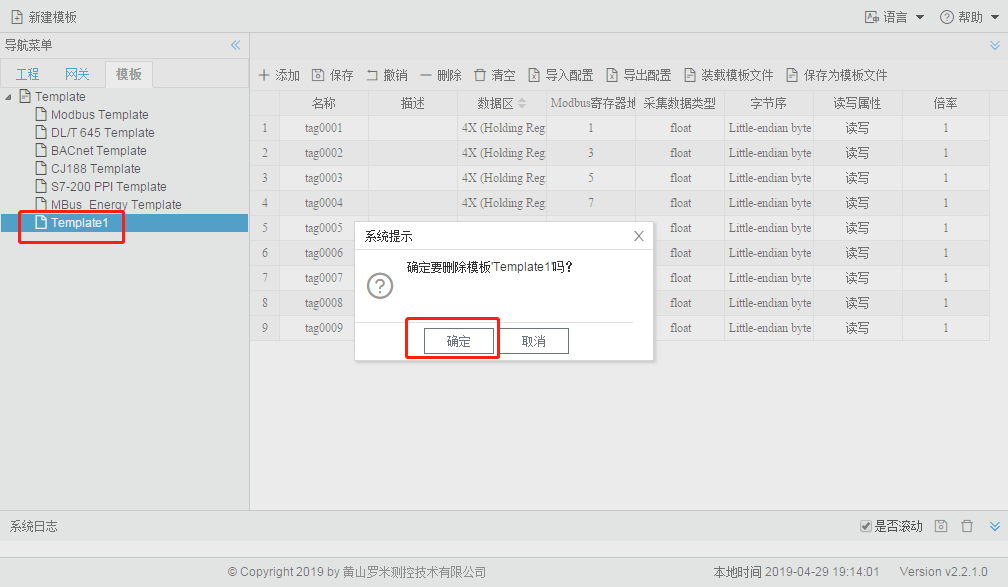 新建模板 语言 帮助
导航菜单
工程 网关 模板
添加 保存 撤销 删除 清空 导入配置 导出配置 装载模板文件 保存为模板文件
Template
Modbus Template
DL/T 645 Template
BACnet Template
CJ188 Template
S7-200 PPI Template
MBus_Energy Template
Template1
名称 描述 数据区 Modbus寄存器地 采集数据类型 字节序 读写属性 倍率
1 tag0001 4X (Holding Reg 1 float Little-endian byte 读写 1
2 tag0002 4X (Holding Reg 3 float Little-endian byte 读写 1
3 tag0003 4X (Holding Reg 5 float Little-endian byte 读写 1
4 tag0004 4X (Holding Reg 7 float Little-endian byte 读写 1
5 tag0005 float Little-endian byte 读写 1
6 tag0006 float Little-endian byte 读写 1
7 tag0007 float Little-endian byte 读写 1
8 tag0008 float Little-endian byte 读写 1
9 tag0009 float Little-endian byte 读写 1
系统提示 X
确定要删除模板'Template1'吗?
确定 取消
系统日志 是否滚动
© Copyright 2019 by 黄山罗米测控技术有限公司 本地时间 2019-04-29 19:14:01 Version v2.2.1.0